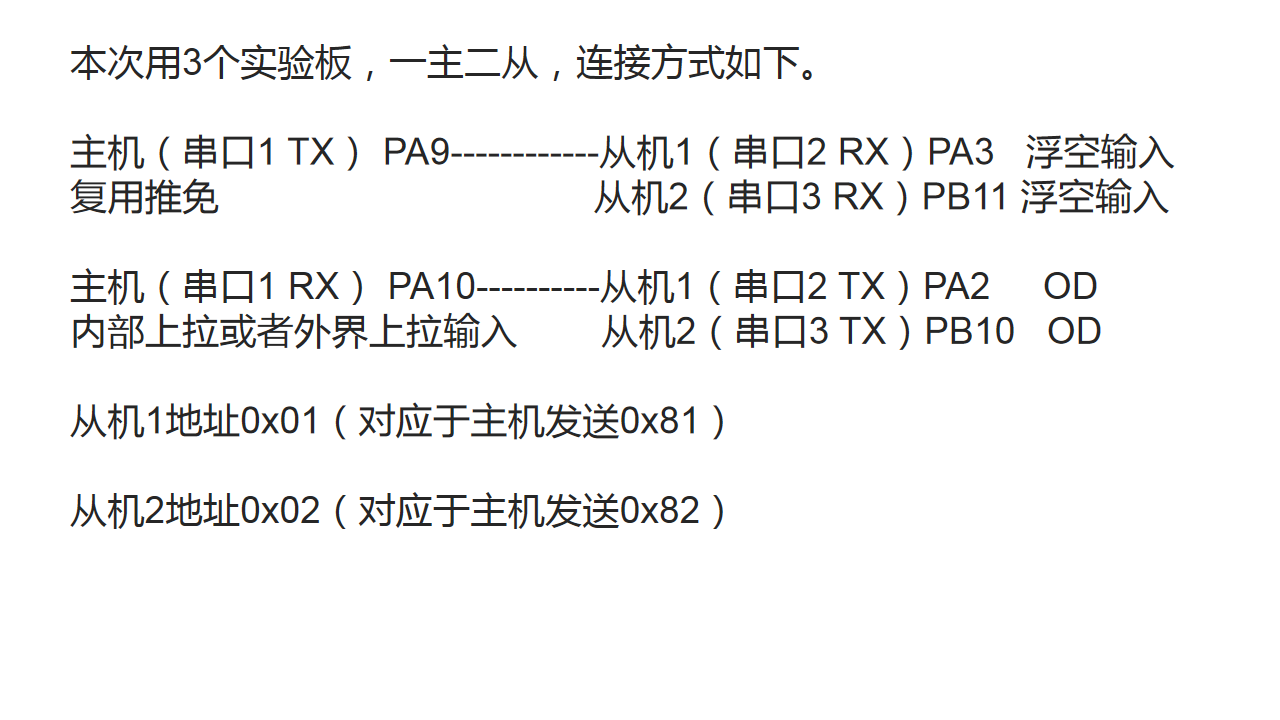 本次用3个实验板，一主二从，连接方式如下。
主机（串口1 TX） PA9------------从机1（串口2 RX）PA3 浮空输入
复用推免 从机2（串口3 RX）PB11 浮空输入
主机（串口1 RX） PA10----------从机1（串口2 TX）PA2 OD
内部上拉或者外界上拉输入 从机2（串口3 TX）PB10 OD
从机1地址0x01（对应于主机发送0x81）
从机2地址0x02（对应于主机发送0x82）